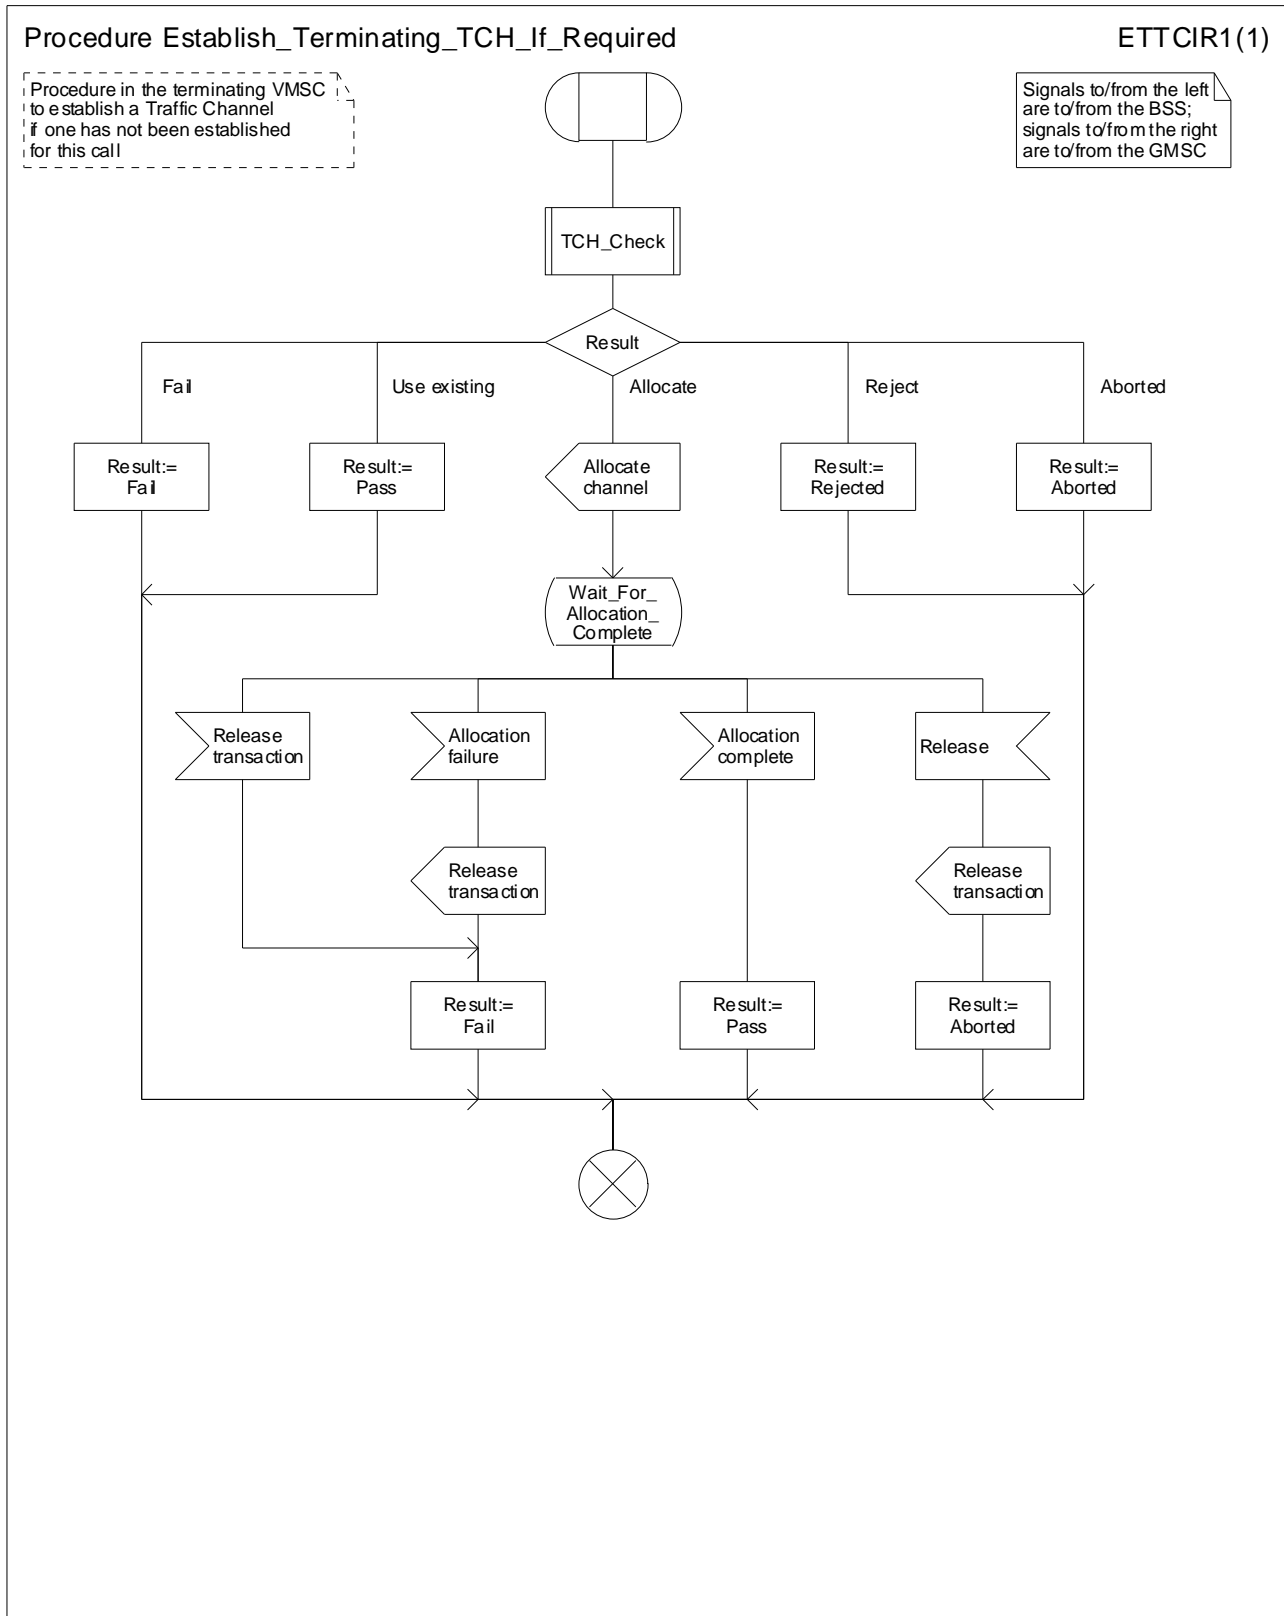 Procedure Establish_Terminating_TCH_If_Required
ETTCIR1(1)
Procedure in the terminating VMSC
to establish a Traffic Channel
if one has not been established
for this call
Signals to/from the left
are to/from the BSS;
signals to/from the right
are to/from the GMSC
TCH_Check
Result
Fail
Use existing
Allocate
Reject
Aborted
Result:=
Fail
Result:=
Pass
Allocate
channel
Result:=
Rejected
Result:=
Aborted
Wait_For_
Allocation_
Complete
Release
transaction
Allocation
failure
Allocation
complete
Release
Release
transaction
Release
transaction
Result:=
Fail
Result:=
Pass
Result:=
Aborted